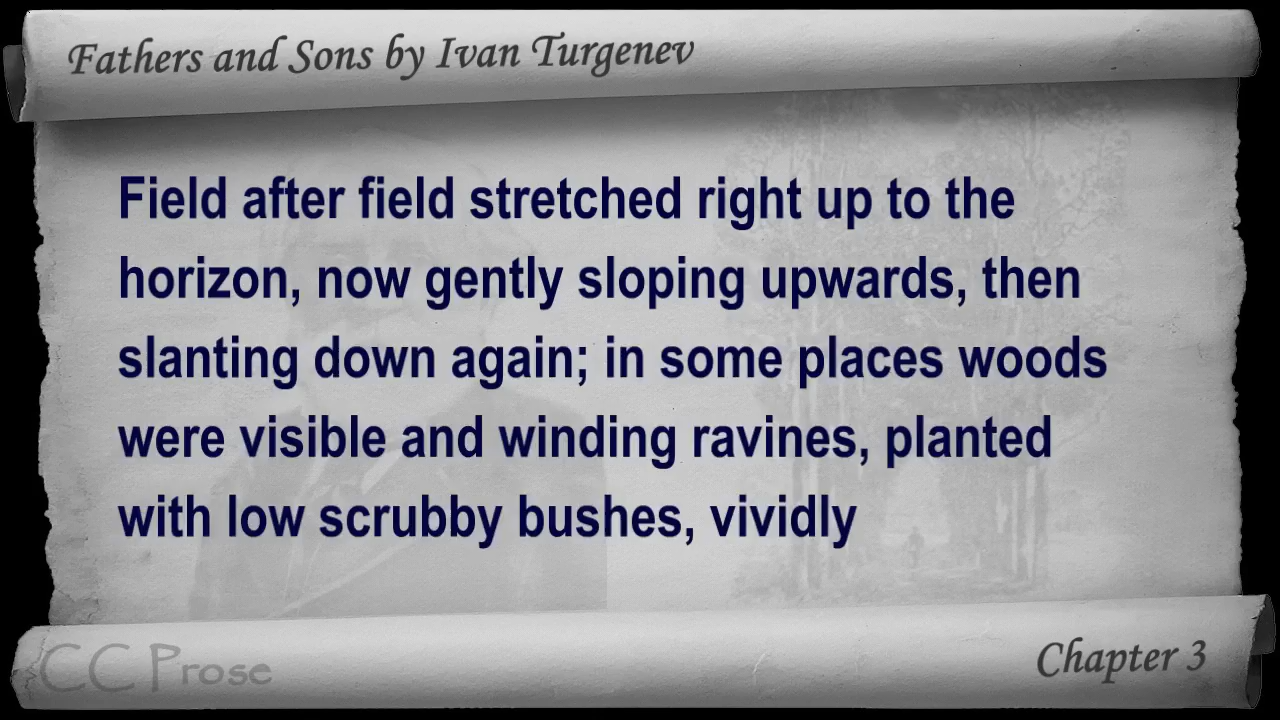 Fathers and Sons by Ivan Turgenev
Field after field stretched right up to the
horizon, now gently sloping upwards, then
slanting down again; in some places woods
were visible and winding ravines, planted
with low scrubby bushes, vividly
CC Prose
Chapter 3